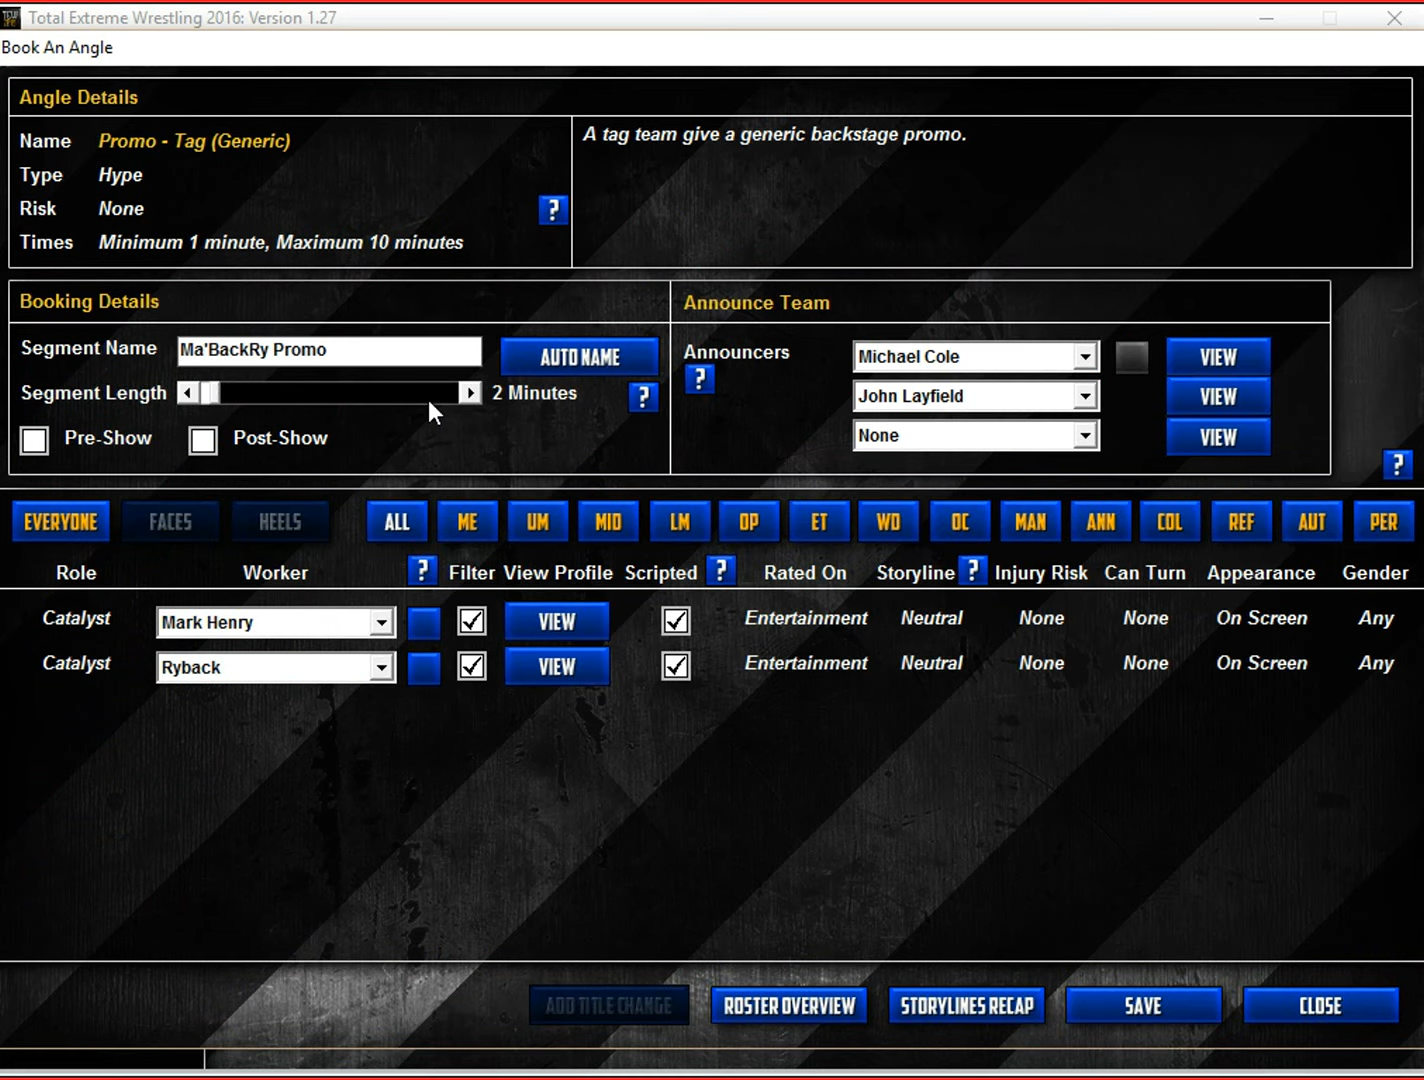 Total Extreme Wrestling 2016: Version 1.27
Book An Angle
Angle Details
Name Promo - Tag (Generic)
A tag team give a generic backstage promo.
Type Hype
Risk None
?
Times Minimum 1 minute, Maximum 10 minutes
Booking Details
Announce Team
Segment Name Ma'BackRy Promo AUTO NAME
Announcers Michael Cole VIEW
?
Segment Length 2 Minutes ?
John Layfield VIEW
Pre-Show Post-Show
None VIEW
?
EVERYONE FACES HEELS ALL ME UM MID LM OP ET WO OC MAN ANN COL REF AUT PER
Role Worker ? Filter View Profile Scripted ? Rated On Storyline ? Injury Risk Can Turn Appearance Gender
Catalyst Mark Henry VIEW Entertainment Neutral None None On Screen Any
Catalyst Ryback VIEW Entertainment Neutral None None On Screen Any
ADD TITLE CHANGE ROSTER OVERVIEW STORYLINES RECAP SAVE CLOSE